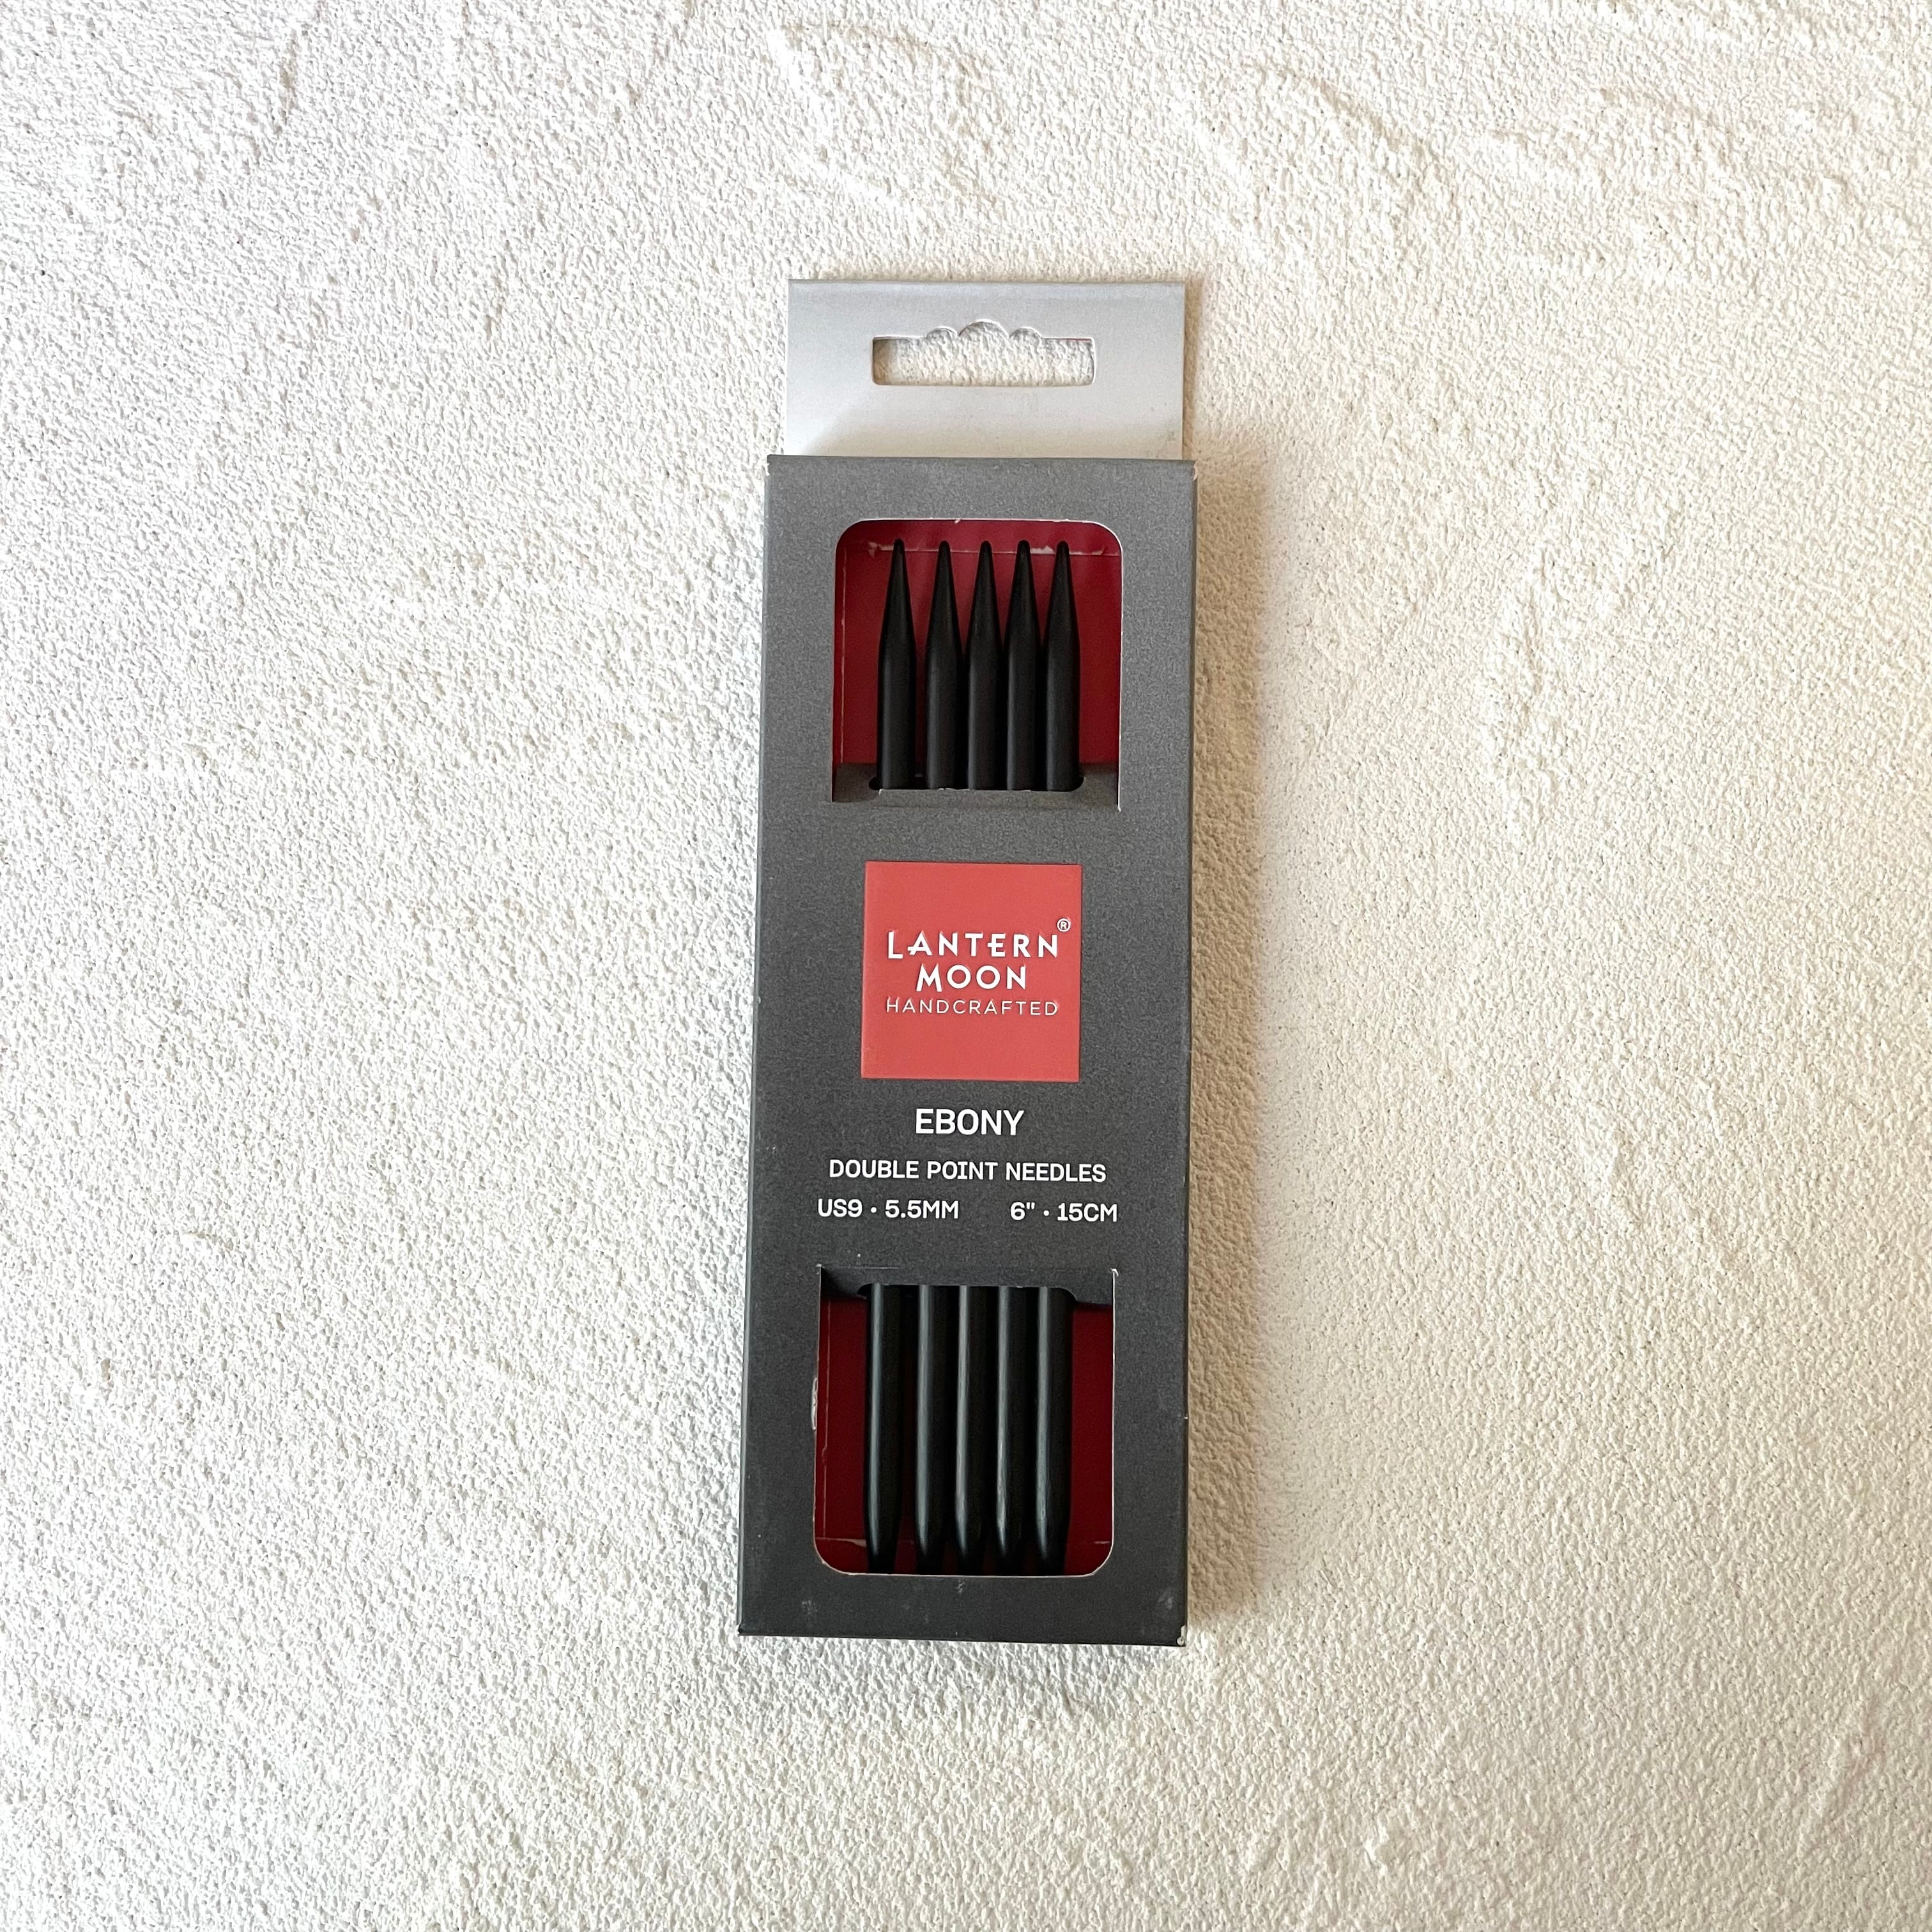 LANTERN®
MOON
HANDCRAFTED
EBONY
DOUBLE POINT NEEDLES
US9 • 5.5MM 6" • 15CM